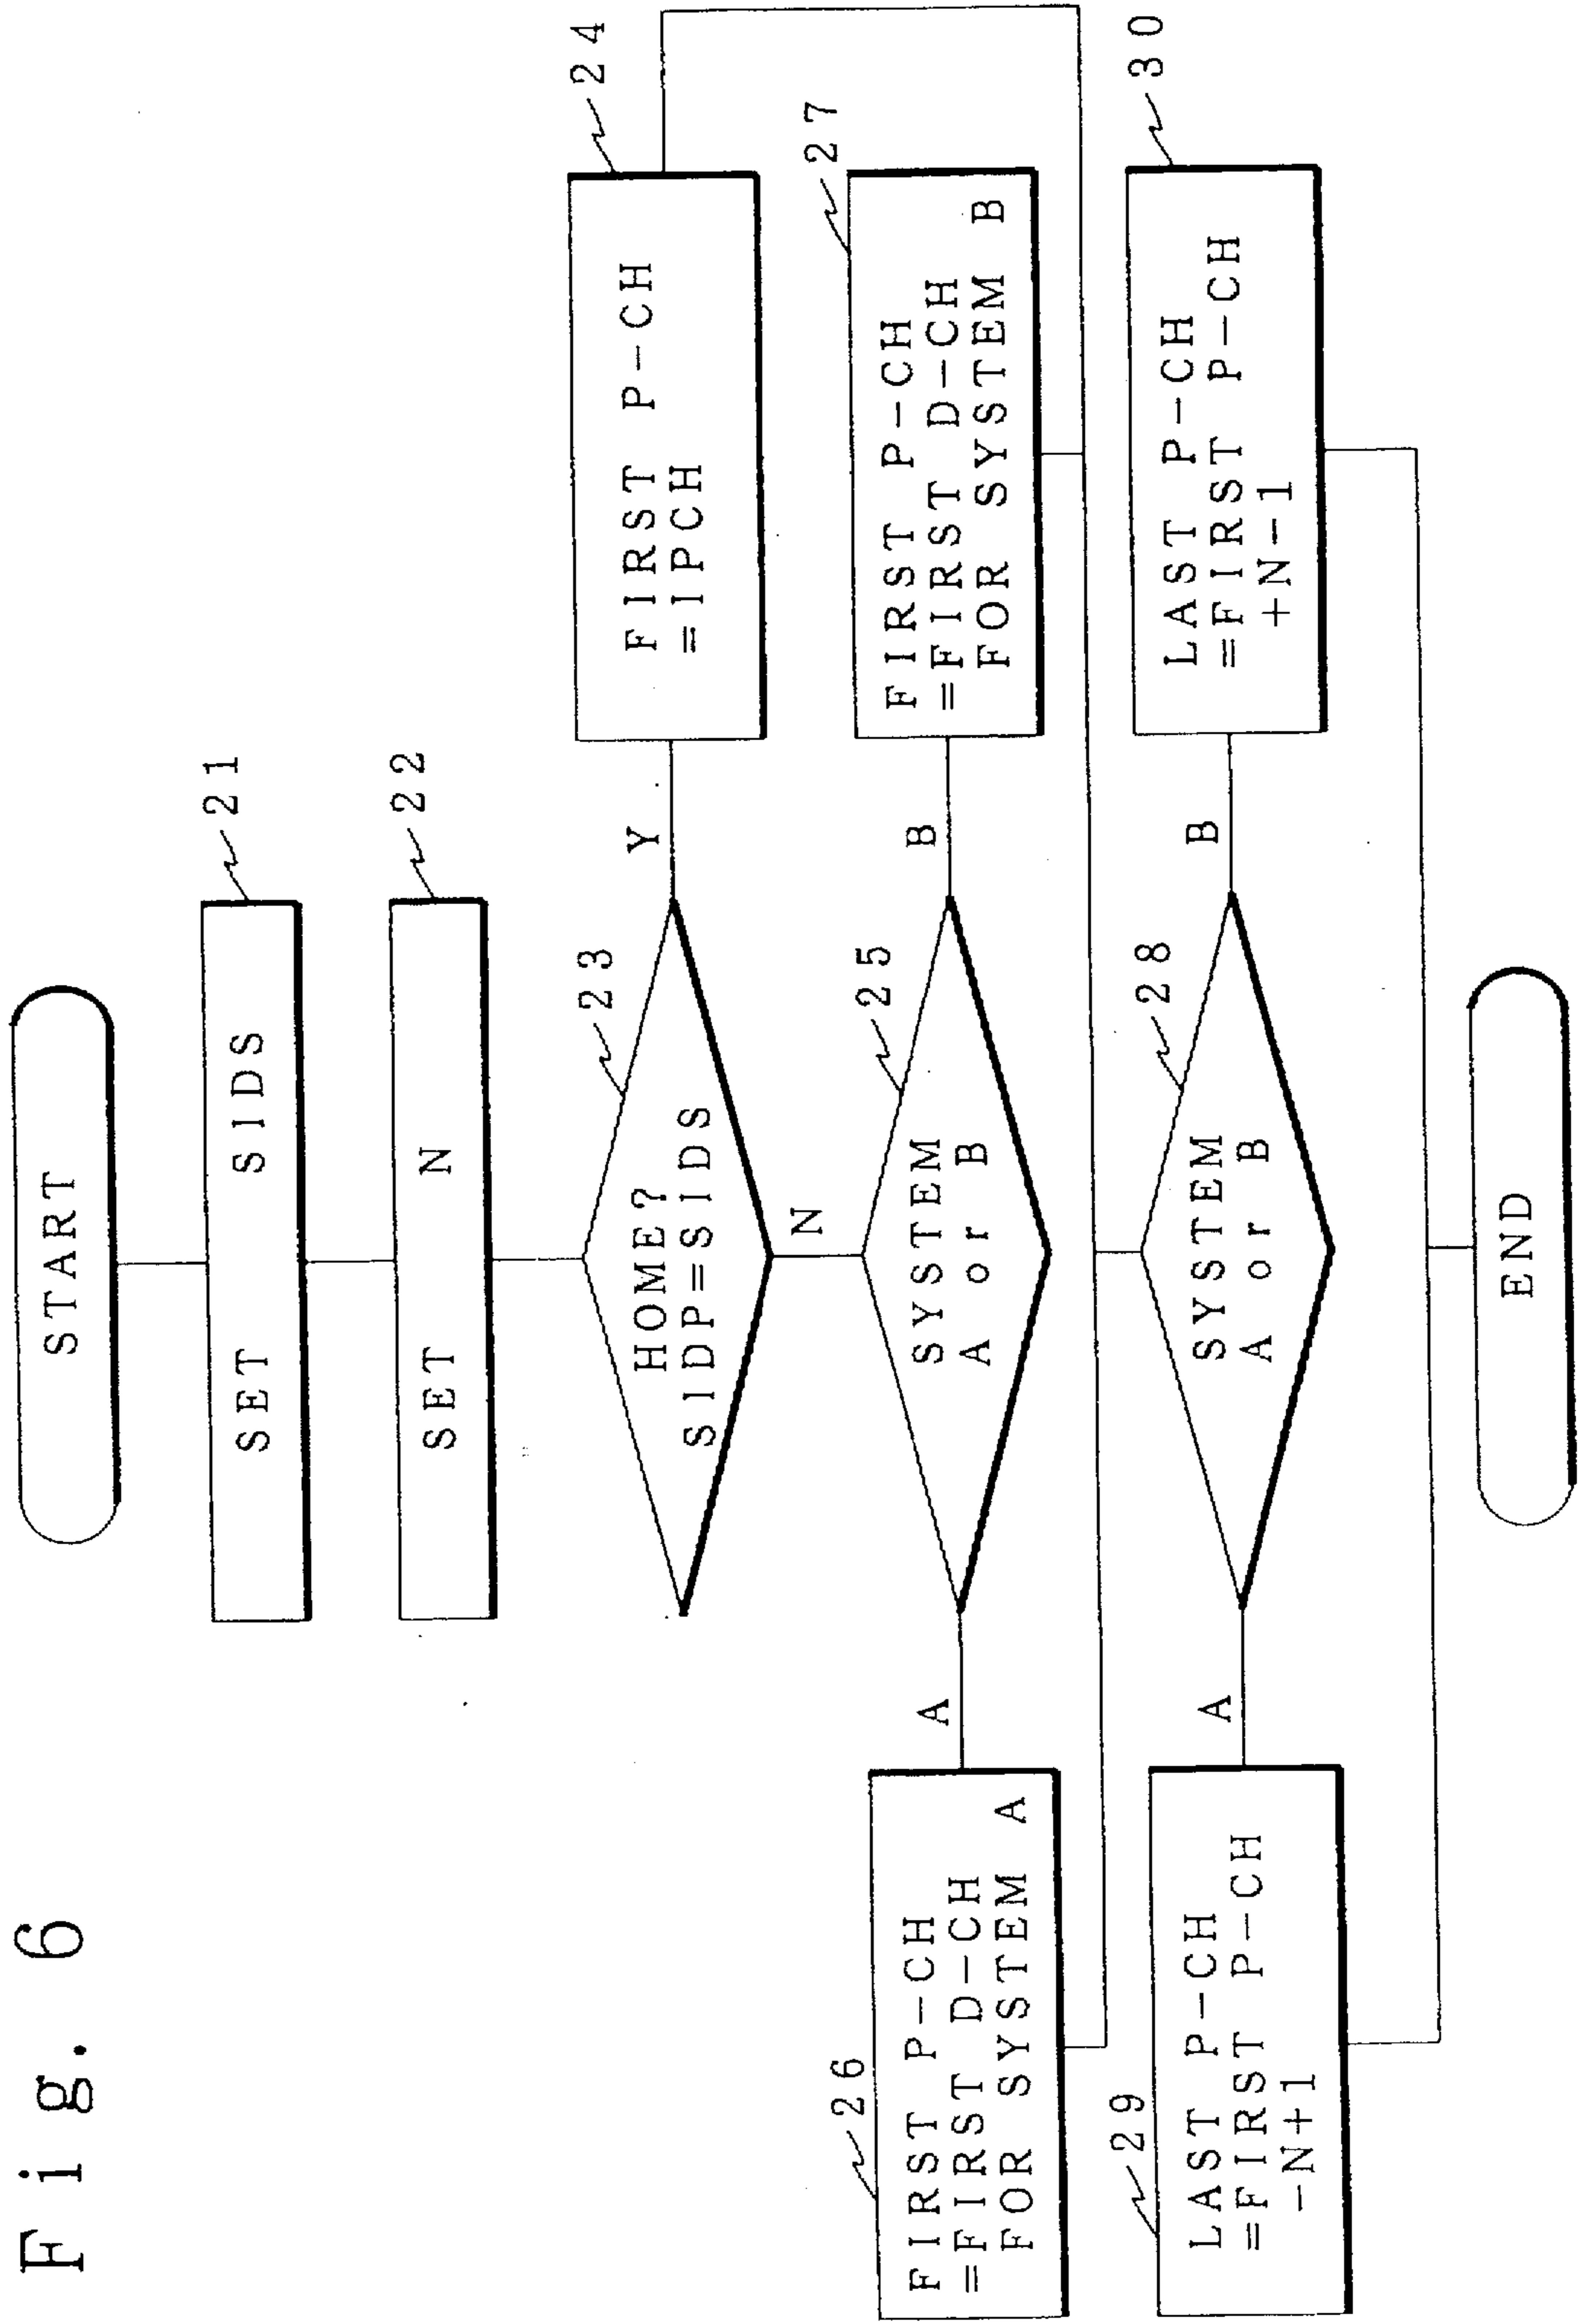 Fig. 6
START
SET SIDS
21
SET N
22
HOME?
SIDP=SIDS
23
Y
N
FIRST P-CH
=IPCH
24
SYSTEM
A or B
25
A
B
FIRST P-CH
=FIRST D-CH
FOR SYSTEM A
26
FIRST P-CH
=FIRST D-CH
FOR SYSTEM B
27
SYSTEM
A or B
28
A
B
LAST P-CH
=FIRST P-CH
-N+1
29
LAST P-CH
=FIRST P-CH
+N-1
30
END